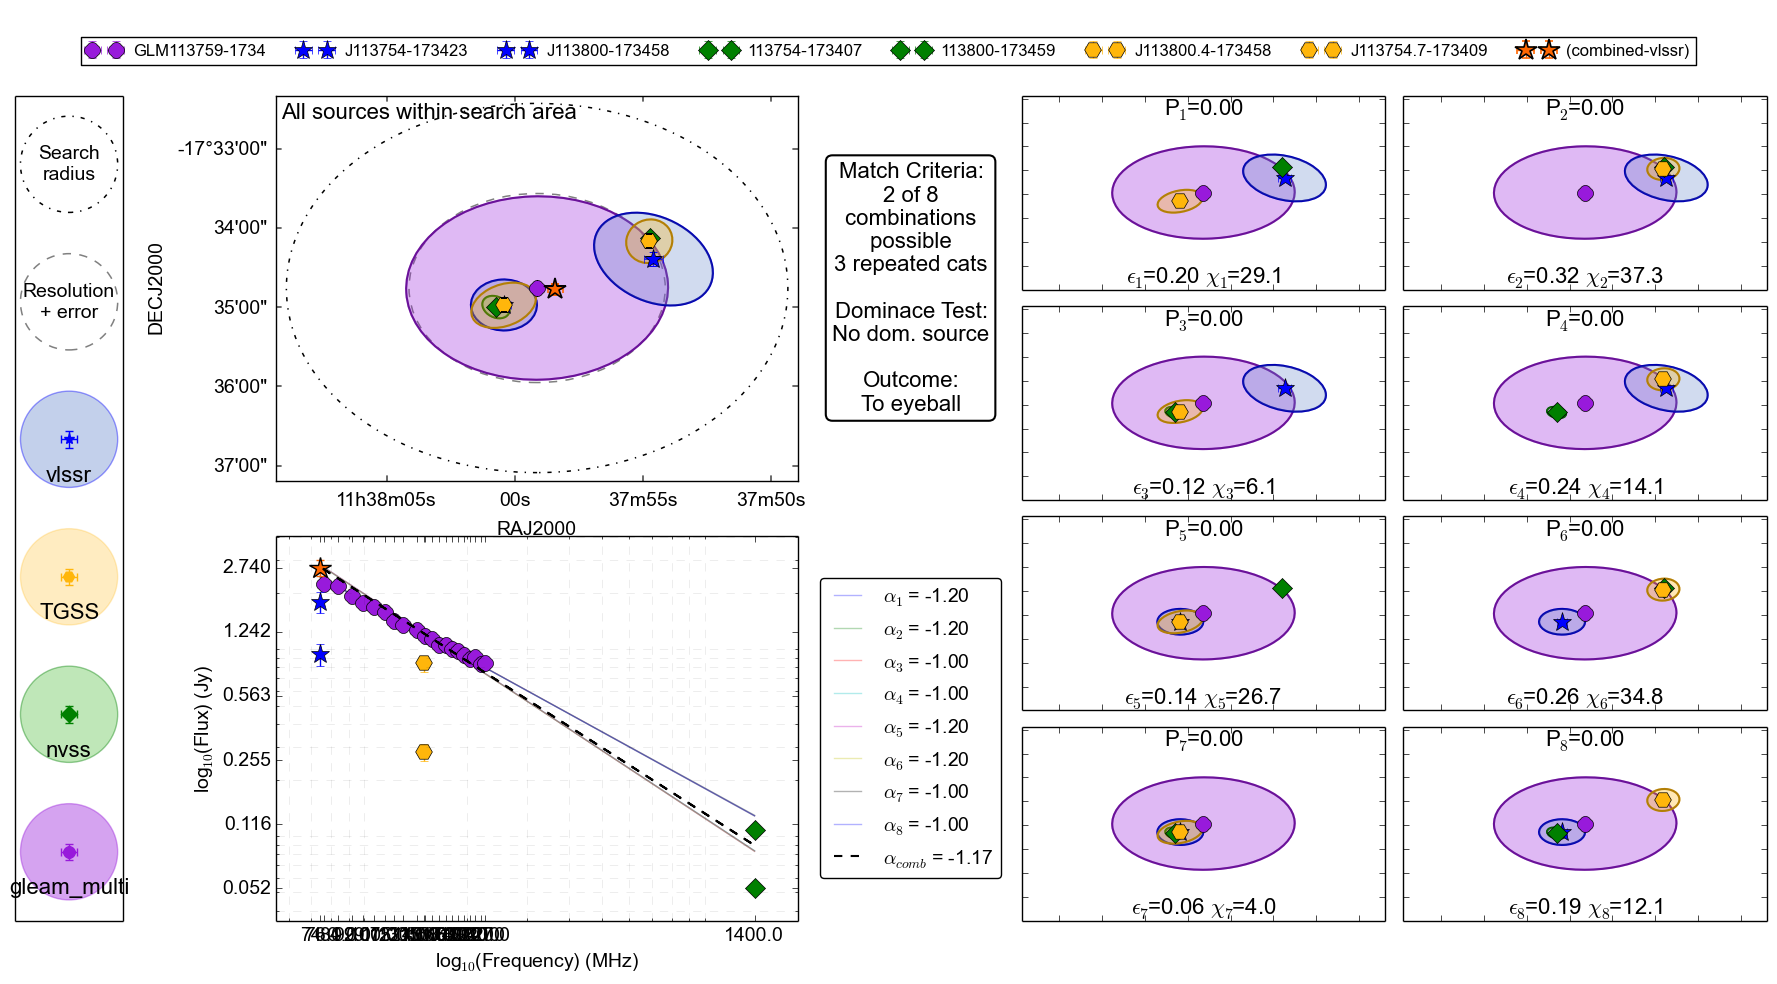 GLM113759-1734 J113754-173423 J113800-173458 113754-173407 113800-173459 J113800.4-173458 J113754.7-173409 (combined-vlssr)
Search
radius
Resolution
+ error
vlssr
TGSS
nvss
gleam_multi
All sources within search area
DECJ2000
-17°33'00"
34'00"
35'00"
36'00"
37'00"
11h38m05s 00s 37m55s 37m50s
RAJ2000
Match Criteria:
2 of 8
combinations
possible
3 repeated cats
Dominace Test:
No dom. source
Outcome:
To eyeball
log₁₀(Flux) (Jy)
2.740
1.242
0.563
0.255
0.116
0.052
1400.0
log₁₀(Frequency) (MHz)
α₁ = -1.20
α₂ = -1.20
α₃ = -1.00
α₄ = -1.00
α₅ = -1.20
α₆ = -1.20
α₇ = -1.00
α₈ = -1.00
α_comb = -1.17
P₁=0.00
ϵ₁=0.20 χ₁=29.1
P₂=0.00
ϵ₂=0.32 χ₂=37.3
P₃=0.00
ϵ₃=0.12 χ₃=6.1
P₄=0.00
ϵ₄=0.24 χ₄=14.1
P₅=0.00
ϵ₅=0.14 χ₅=26.7
P₆=0.00
ϵ₆=0.26 χ₆=34.8
P₇=0.00
ϵ₇=0.06 χ₇=4.0
P₈=0.00
ϵ₈=0.19 χ₈=12.1